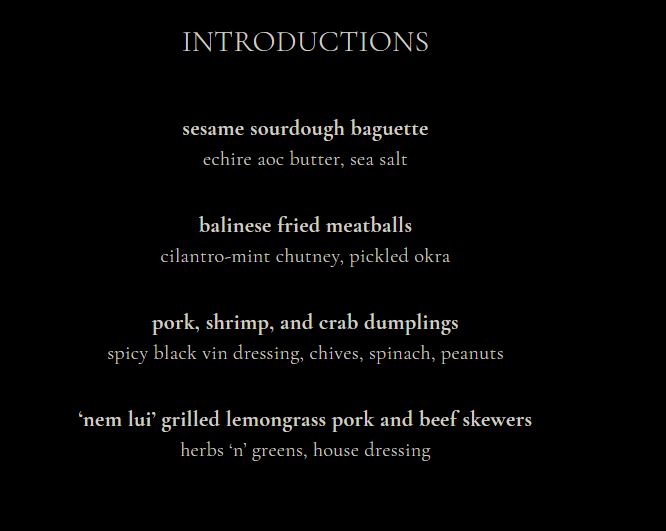 INTRODUCTIONS
sesame sourdough baguette
echire aoc butter, sea salt
balinese fried meatballs
cilantro-mint chutney, pickled okra
pork, shrimp, and crab dumplings
spicy black vin dressing, chives, spinach, peanuts
‘nem lui’ grilled lemongrass pork and beef skewers
herbs ‘n’ greens, house dressing